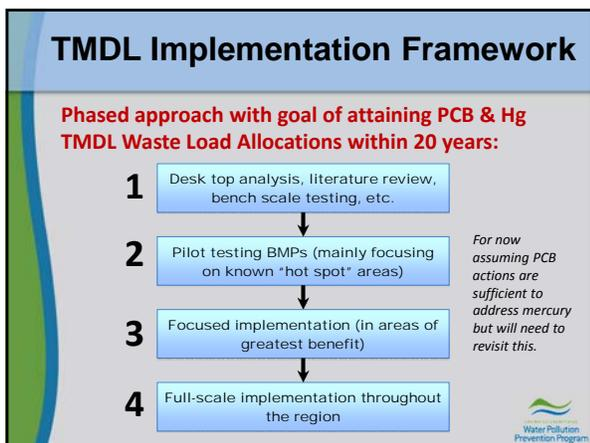 TMDL Implementation Framework
Phased approach with goal of attaining PCB & Hg
TMDL Waste Load Allocations within 20 years:
1
Desk top analysis, literature review,
bench scale testing, etc.
2
Pilot testing BMPs (mainly focusing
on known "hot spot" areas)
3
Focused implementation (in areas of
greatest benefit)
4
Full-scale implementation throughout
the region
For now
assuming PCB
actions are
sufficient to
address mercury
but will need to
revisit this.
Water Pollution
Prevention Program